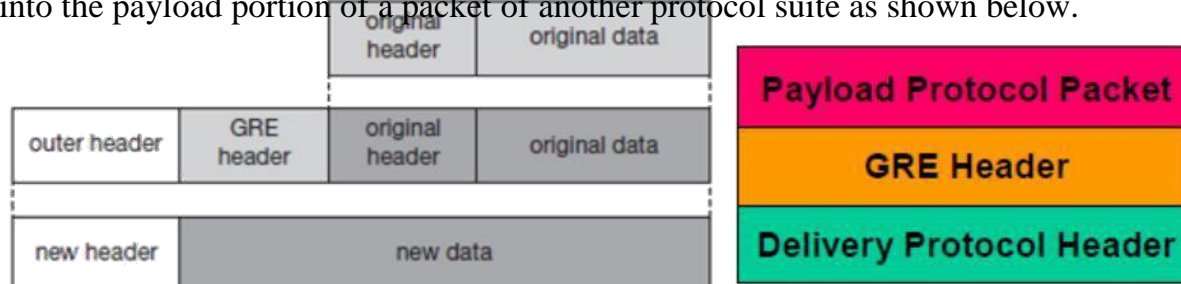 into the payload portion of a packet of another protocol suite as shown below.
original header
original data
outer header
GRE header
original header
original data
new header
new data
Payload Protocol Packet
GRE Header
Delivery Protocol Header